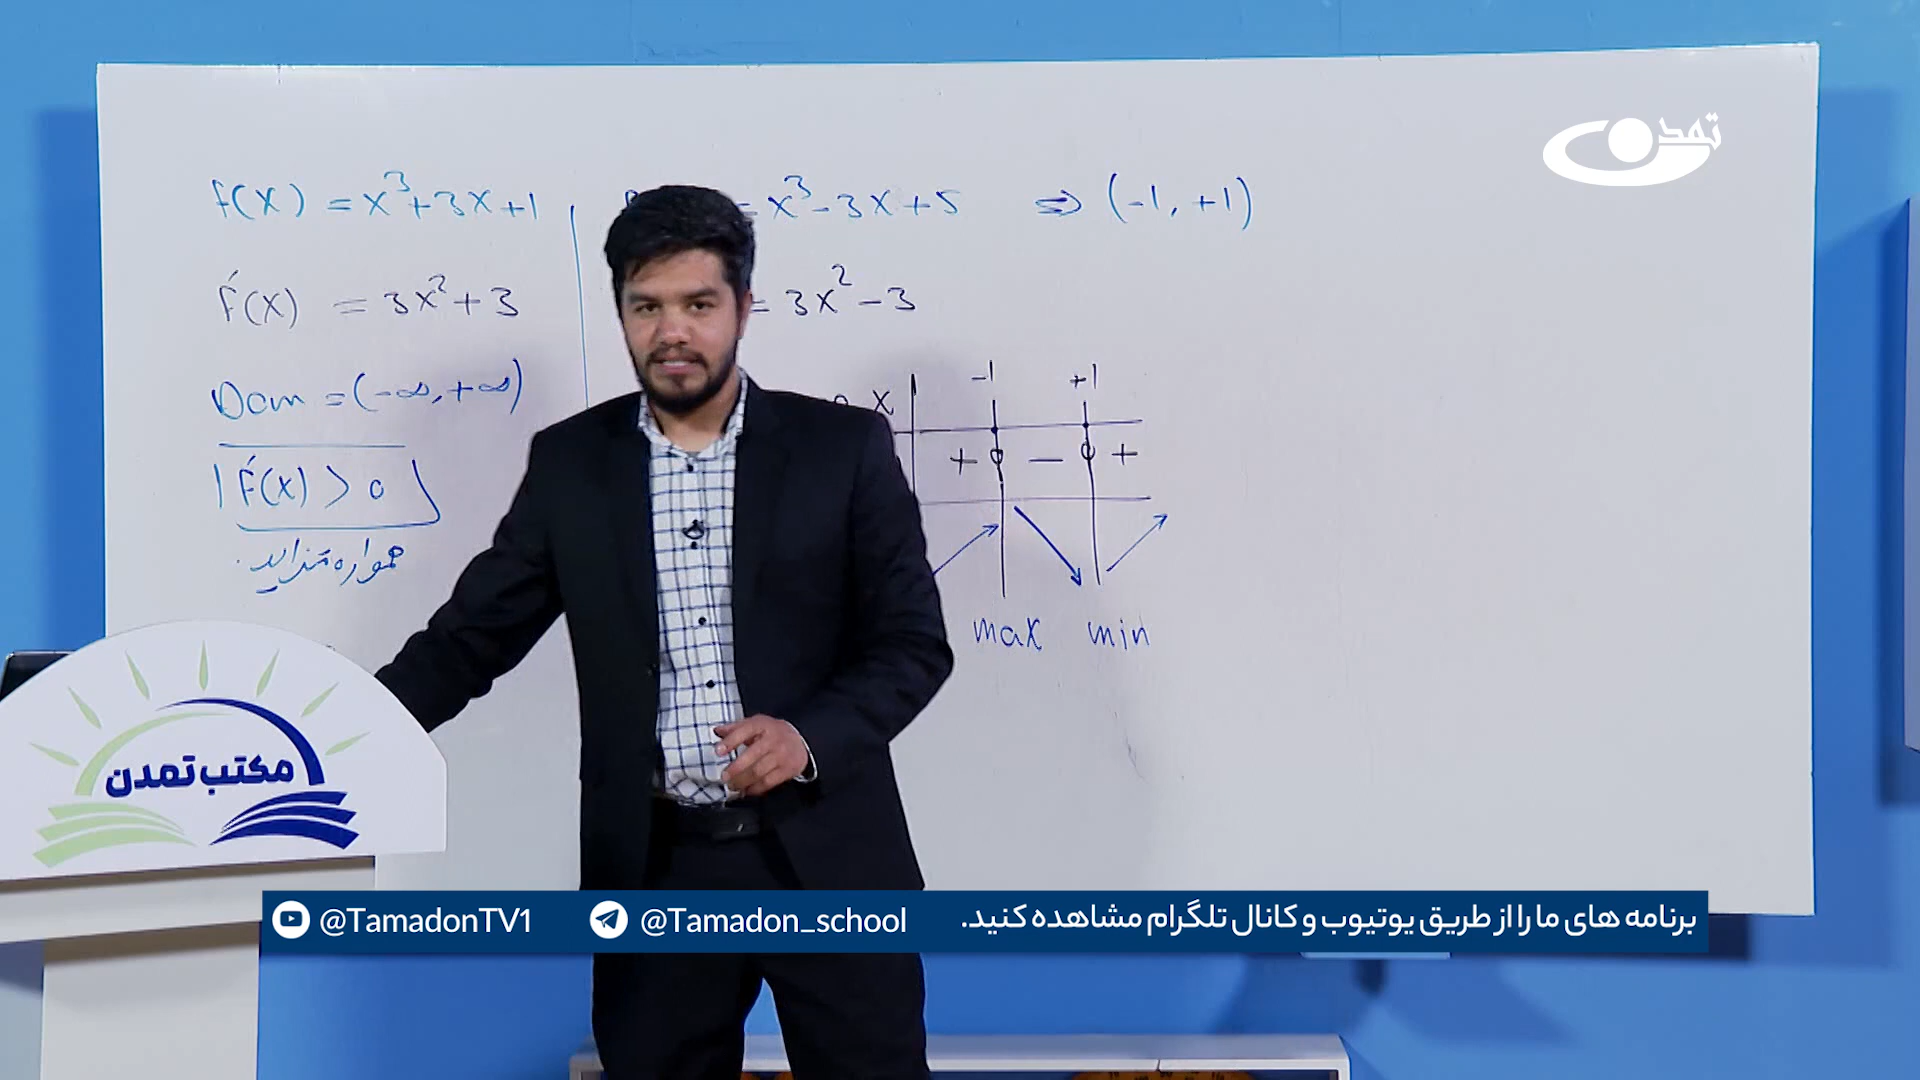 تمدن
f(x) = x³+3x+1
= x³-3x+5 ⇒ (-1, +1)
f́(x) = 3x²+3
= 3x²-3
Dom = (-∞, +∞)
f́(x) > 0
همواره متزاید.
x -1 +1
+ 0 - 0 +
max min
مکتب تمدن
@TamadonTV1 @Tamadon_school برنامه های ما را از طریق یوتیوب و کانال تلگرام مشاهده کنید.